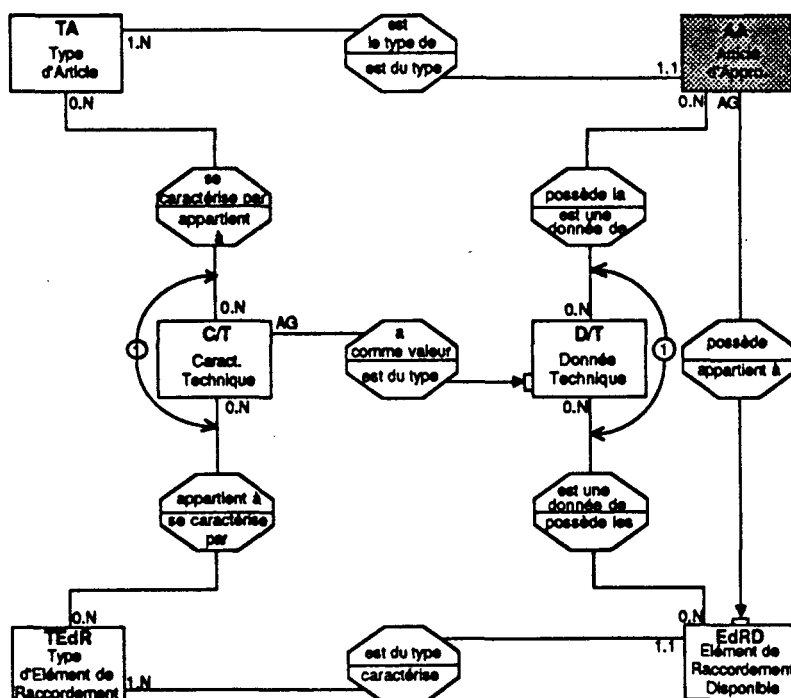 TA
Type
d'Article
1.N
0.N
est
le type de
est du type
1.1
AA
Article
d'Appro..
0.N
AG
se
caractérise par
appartient
à
possède la
est une
donnée de
0.N
C/T
Caract.
Technique
AG
0.N
1
a
comme valeur
est du type
0.N
D/T
Donnée
Technique
0.N
1
possède
appartient à
appartient à
se caractérise
par
est une
donnée de
possède les
0.N
TEdR
Type
d'Elément de
Raccordement
1.N
est du type
caractérise
0.N
1.1
EdRD
Elément de
Raccordement
Disponible